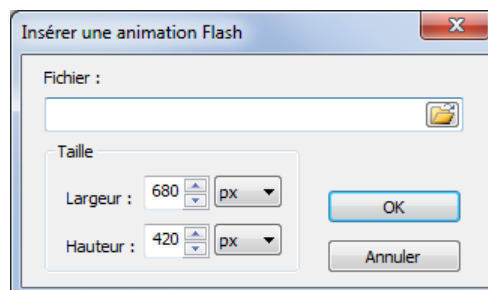 Insérer une animation Flash
Fichier :
Taille
Largeur : 680 px
Hauteur : 420 px
OK
Annuler